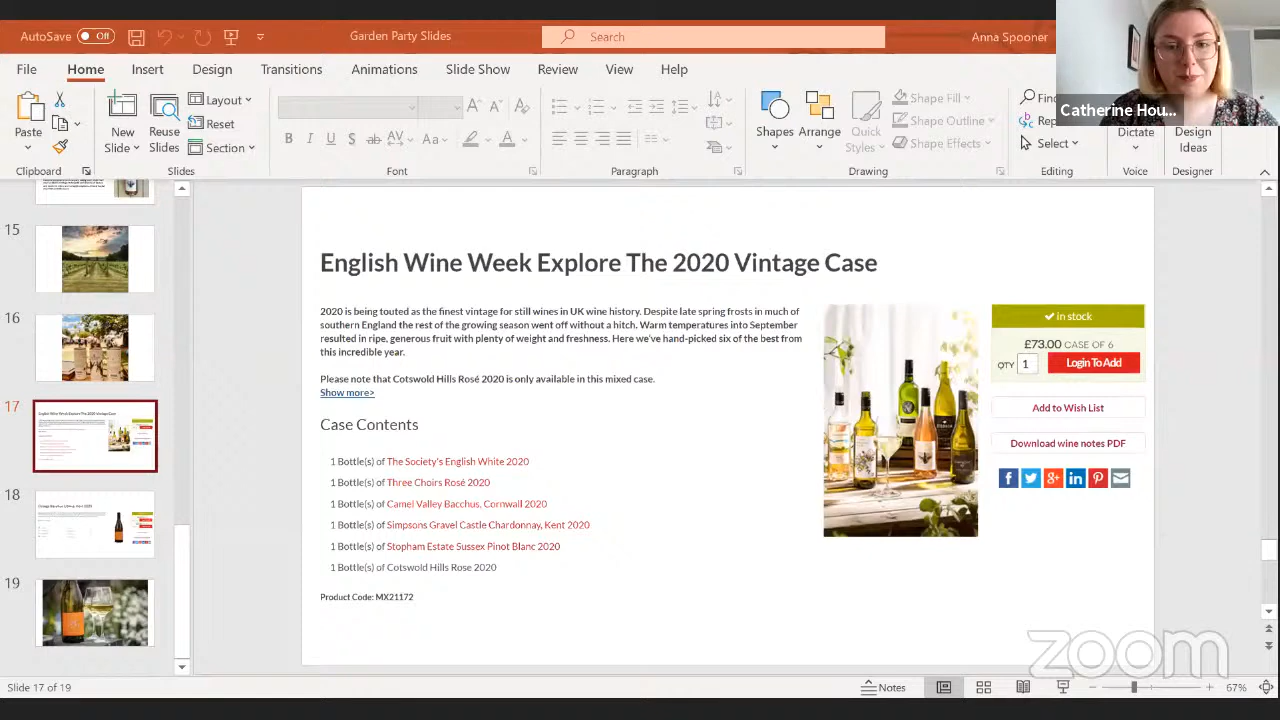 AutoSave Off Garden Party Slides Search Anna Spooner
File Home Insert Design Transitions Animations Slide Show Review View Help
Catherine Hou...
Paste
New
Slide
Reuse
Slides
Layout
Reset
Section
B I U S ab AV Aa A
Shapes Arrange Quick
Styles
Shape Fill
Shape Outline
Shape Effects
Select
Dictate
Design
Ideas
Clipboard Slides Font Paragraph Drawing Editing Voice Designer
15
16
17
18
19
English Wine Week Explore The 2020 Vintage Case
2020 is being touted as the finest vintage for still wines in UK wine history. Despite late spring frosts in much of
southern England the rest of the growing season went off without a hitch. Warm temperatures into September
resulted in ripe, generous fruit with plenty of weight and freshness. Here we've hand-picked six of the best from
this incredible year.
Please note that Cotswold Hills Rosé 2020 is only available in this mixed case.
Show more>
Case Contents
1 Bottle(s) of The Society's English White 2020
1 Bottle(s) of Three Choirs Rosé 2020
1 Bottle(s) of Camel Valley Bacchus, Cornwall 2020
1 Bottle(s) of Simpsons Gravel Castle Chardonnay, Kent 2020
1 Bottle(s) of Stopham Estate Sussex Pinot Blanc 2020
1 Bottle(s) of Cotswold Hills Rose 2020
Product Code: MX21172
in stock
£73.00 CASE OF 6
QTY 1 Login To Add
Add to Wish List
Download wine notes PDF
zoom
Slide 17 of 19
Notes
67%